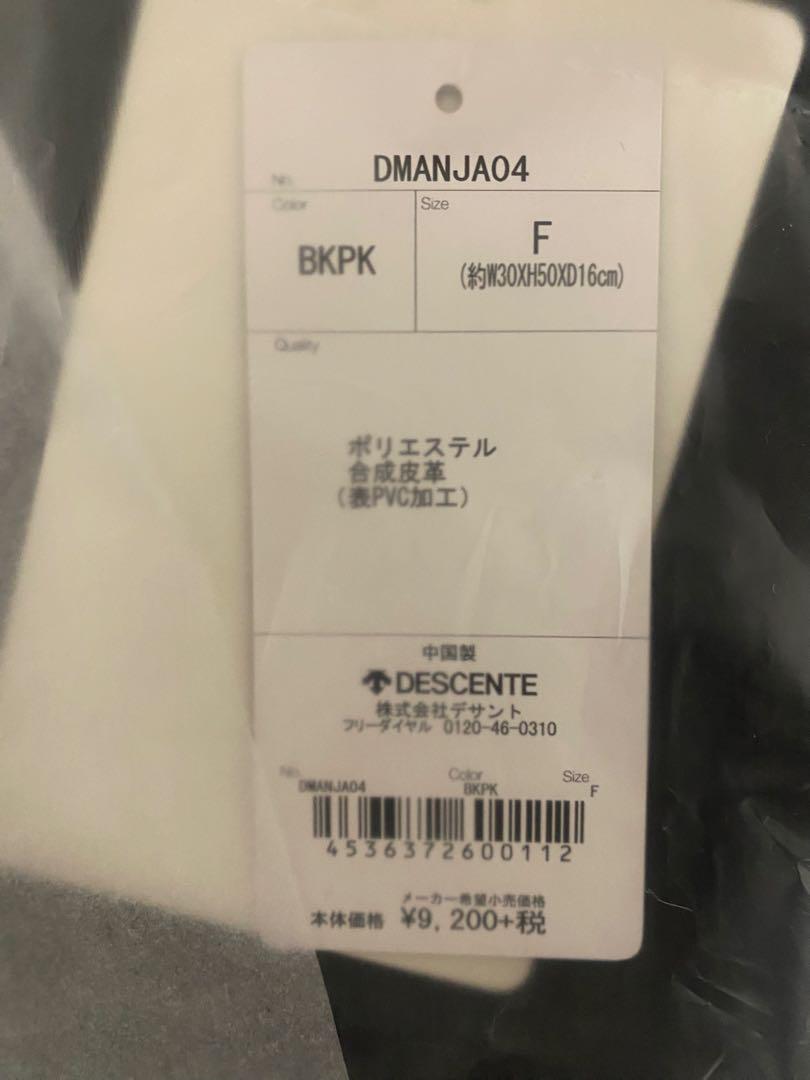 No. DMANJA04
Color
Size
BKPK
F
(約W30XH50XD16cm)
Quality
ポリエステル
合成皮革
(表PVC加工)
中国製
DESCENTE
株式会社デサント
フリーダイヤル 0120-46-0310
No. Color Size
DMANJA04 BKPK F
4536372600112
メーカー希望小売価格
本体価格 ¥9,200+税